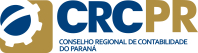 CRCPR
CONSELHO REGIONAL DE CONTABILIDADE
DO PARANÁ